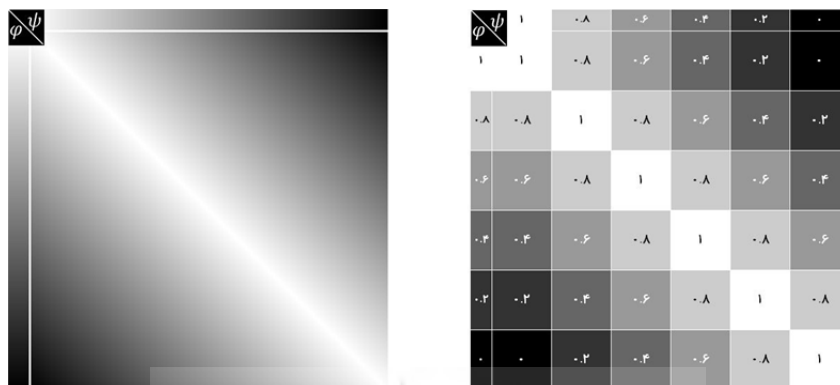 φ ψ
φ ψ ۱ ۰.۸ ۰.۶ ۰.۴ ۰.۲ ۰
۱ ۱ ۰.۸ ۰.۶ ۰.۴ ۰.۲ ۰
۰.۸ ۰.۸ ۱ ۰.۸ ۰.۶ ۰.۴ ۰.۲
۰.۶ ۰.۶ ۰.۸ ۱ ۰.۸ ۰.۶ ۰.۴
۰.۴ ۰.۴ ۰.۶ ۰.۸ ۱ ۰.۸ ۰.۶
۰.۲ ۰.۲ ۰.۴ ۰.۶ ۰.۸ ۱ ۰.۸
۰ ۰ ۰.۲ ۰.۴ ۰.۶ ۰.۸ ۱